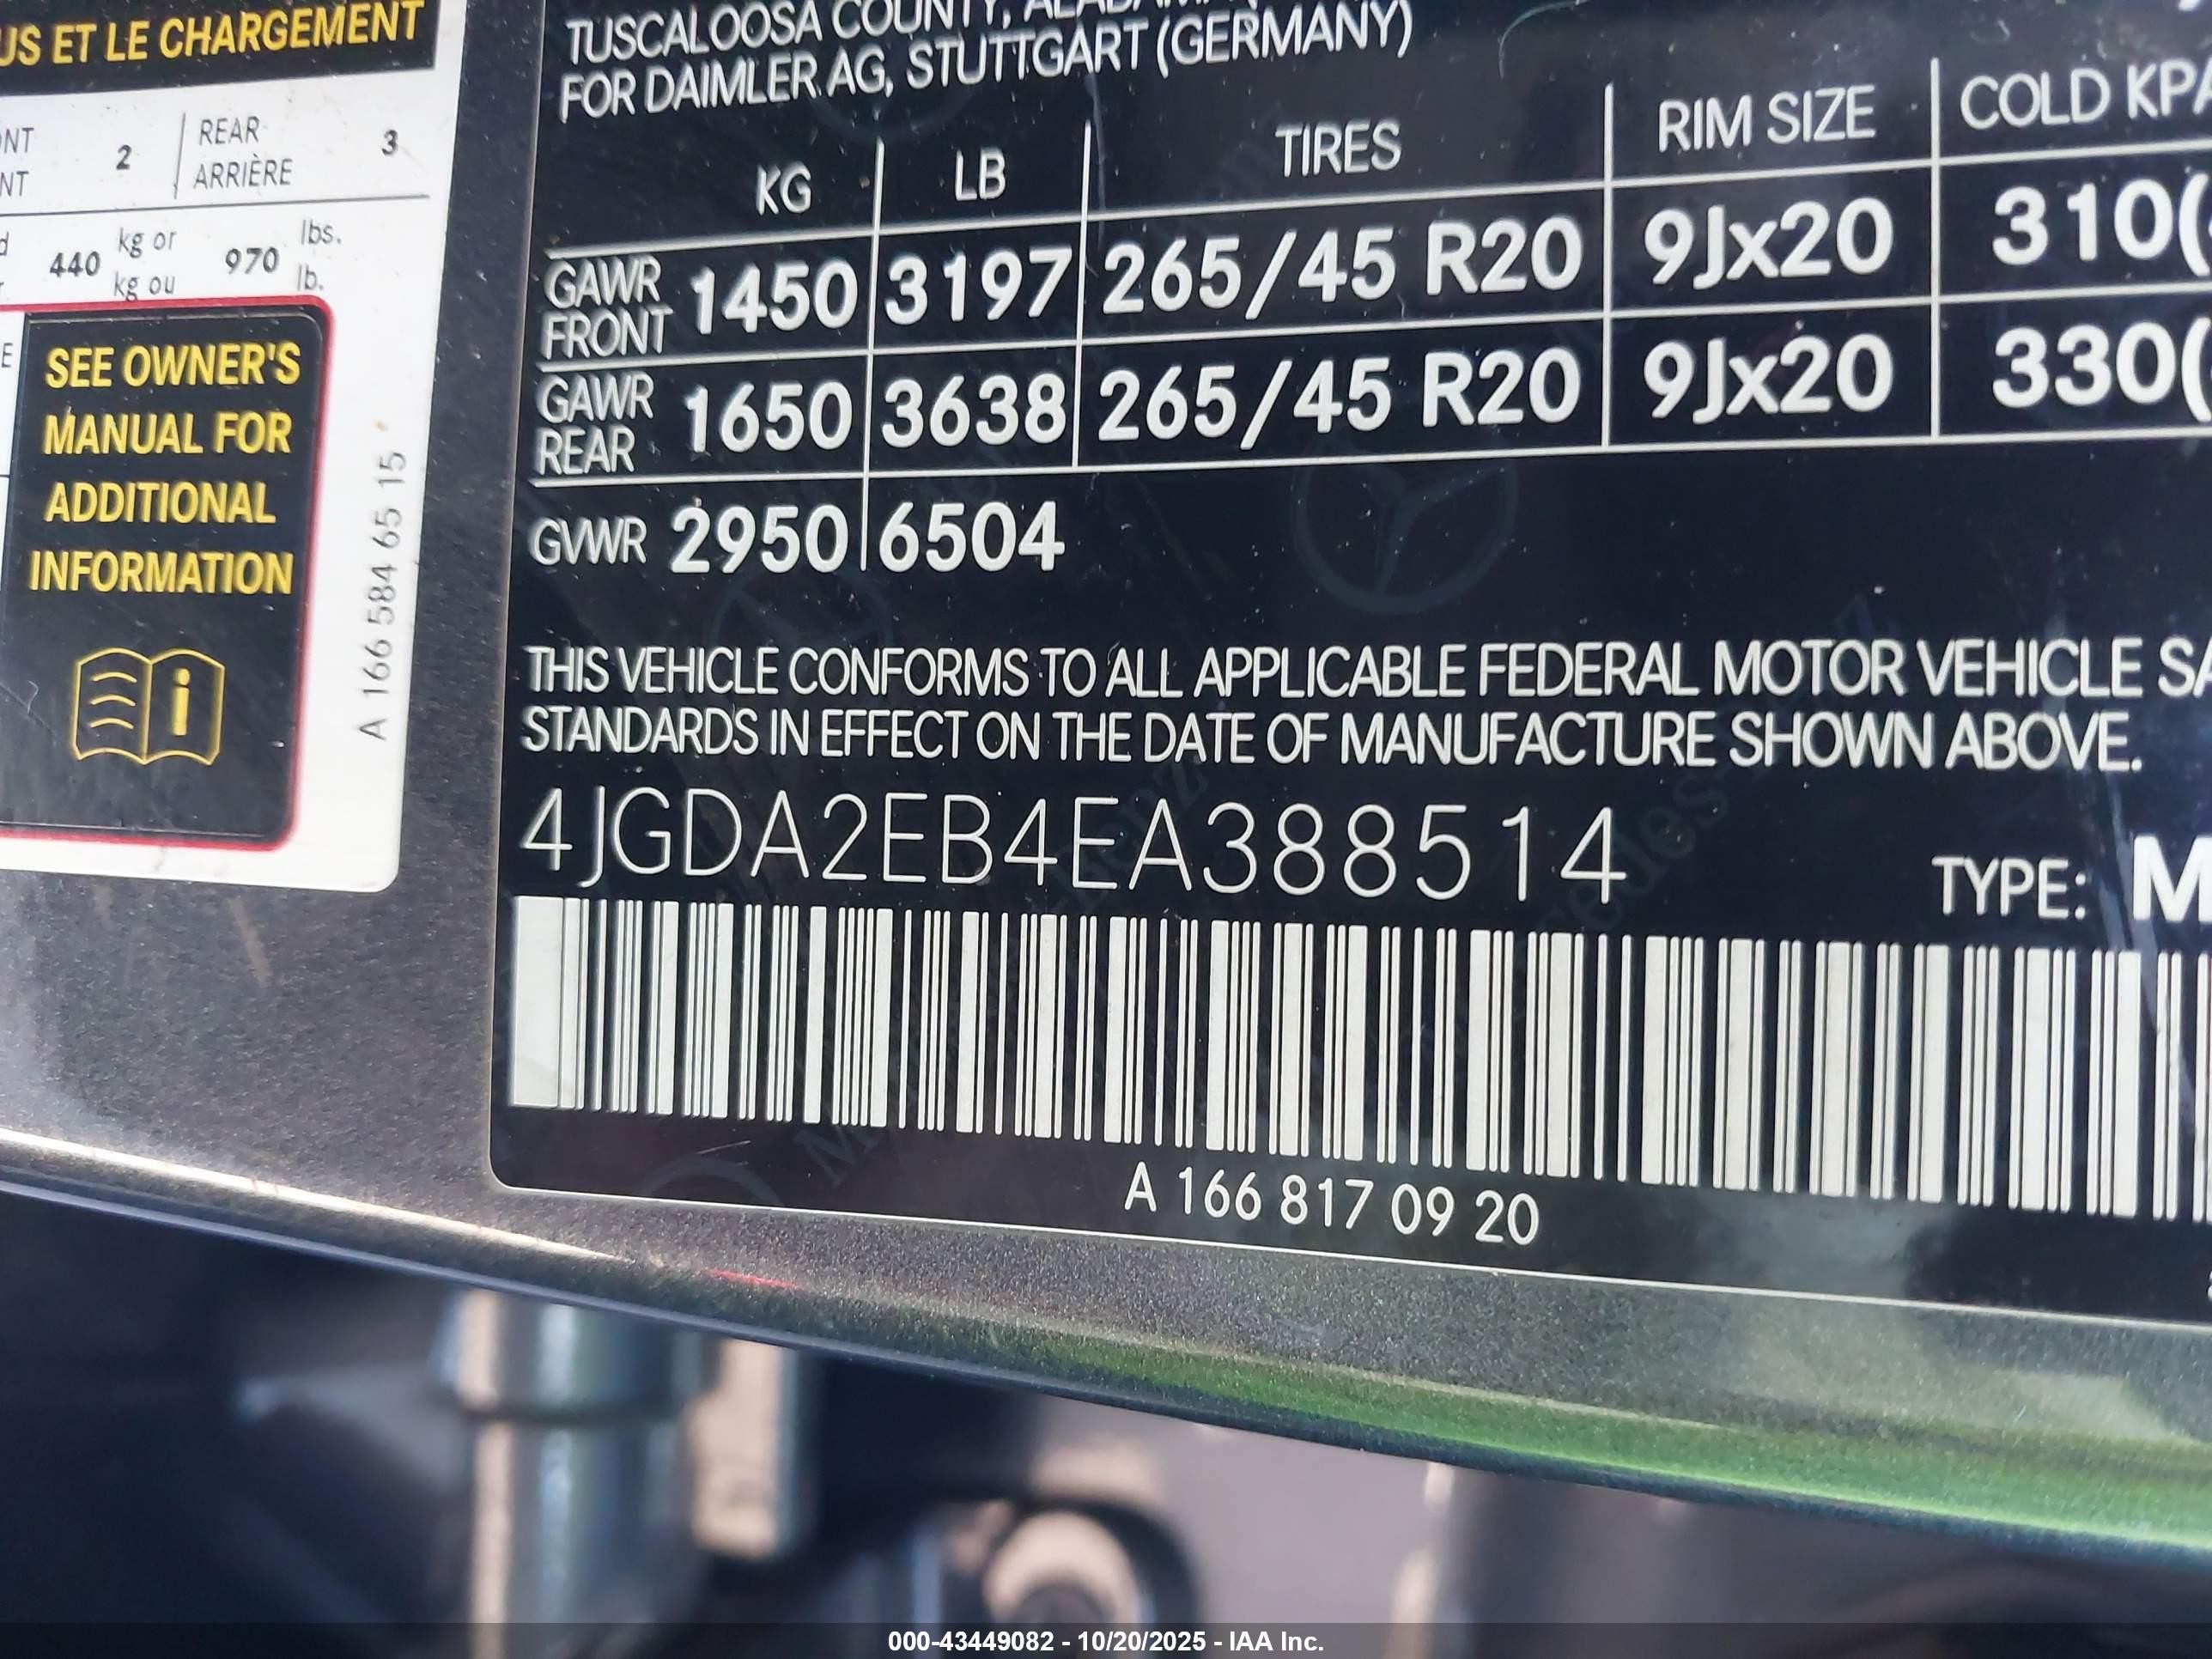 US ET LE CHARGEMENT
2
REAR
ARRIÈRE
3
440
kg or
kg ou
970
lbs.
lb.
SEE OWNER'S
MANUAL FOR
ADDITIONAL
INFORMATION
A 166 584 65 15
TUSCALOOSA COUNTY, ALABAMA
FOR DAIMLER AG, STUTTGART (GERMANY)
KG LB TIRES RIM SIZE COLD KPA
GAWR FRONT 1450 3197 265/45 R20 9Jx20 310(
GAWR REAR 1650 3638 265/45 R20 9Jx20 330(
GVWR 2950 6504
THIS VEHICLE CONFORMS TO ALL APPLICABLE FEDERAL MOTOR VEHICLE SA
STANDARDS IN EFFECT ON THE DATE OF MANUFACTURE SHOWN ABOVE.
4JGDA2EB4EA388514
TYPE: M
A 166 817 09 20
000-43449082 - 10/20/2025 - IAA Inc.